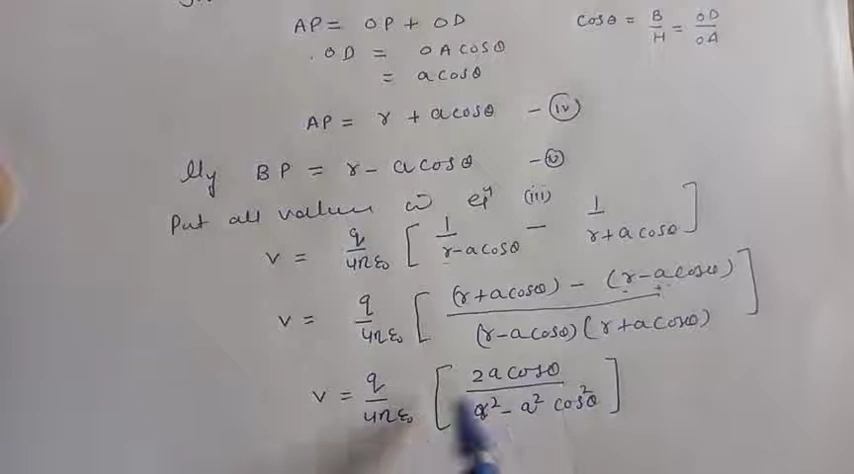 AP = OP + OD
cosθ = B/H = OD/OA
OD = OA cosθ
= a cosθ
AP = r + a cosθ - (iv)
lly BP = r - a cosθ - (v)
Put all values in eqn (iii)
V = q/4πε₀ [ 1/r-a cosθ - 1/r+a cosθ ]
V = q/4πε₀ [ (r+a cosθ) - (r-a cosθ) / (r-a cosθ)(r+a cosθ) ]
V = q/4πε₀ [ 2a cosθ / r² - a² cos²θ ]